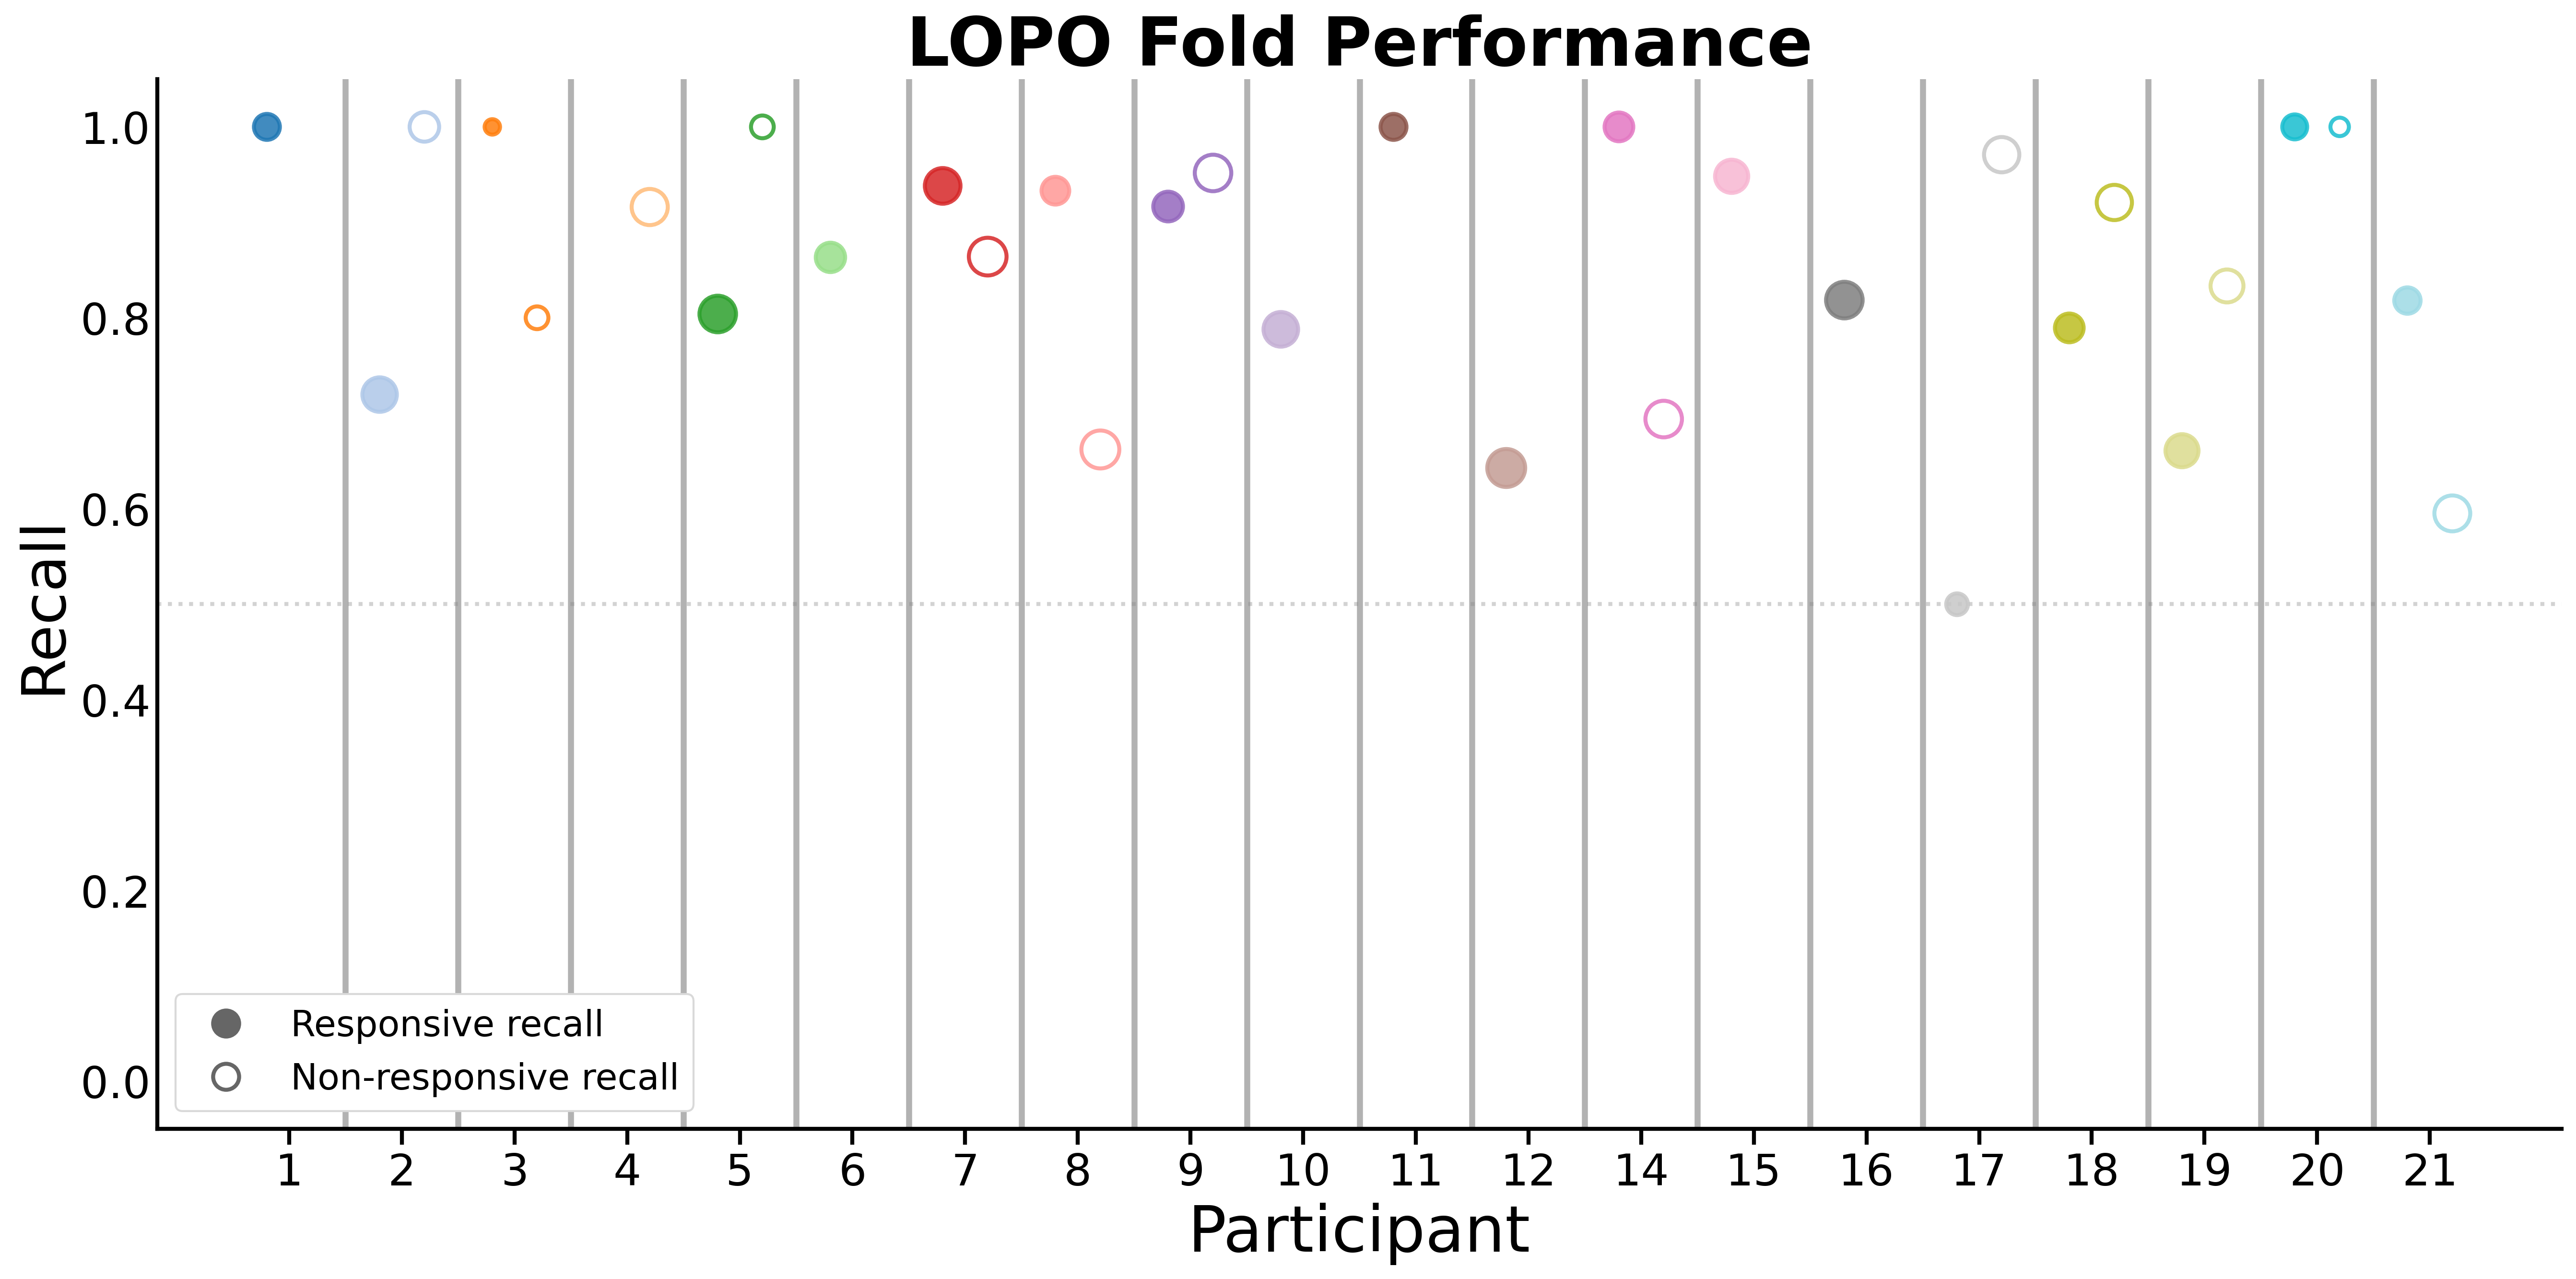 LOPO Fold Performance
Recall
1.0
0.8
0.6
0.4
0.2
0.0
Responsive recall
Non-responsive recall
1 2 3 4 5 6 7 8 9 10 11 12 14 15 16 17 18 19 20 21
Participant